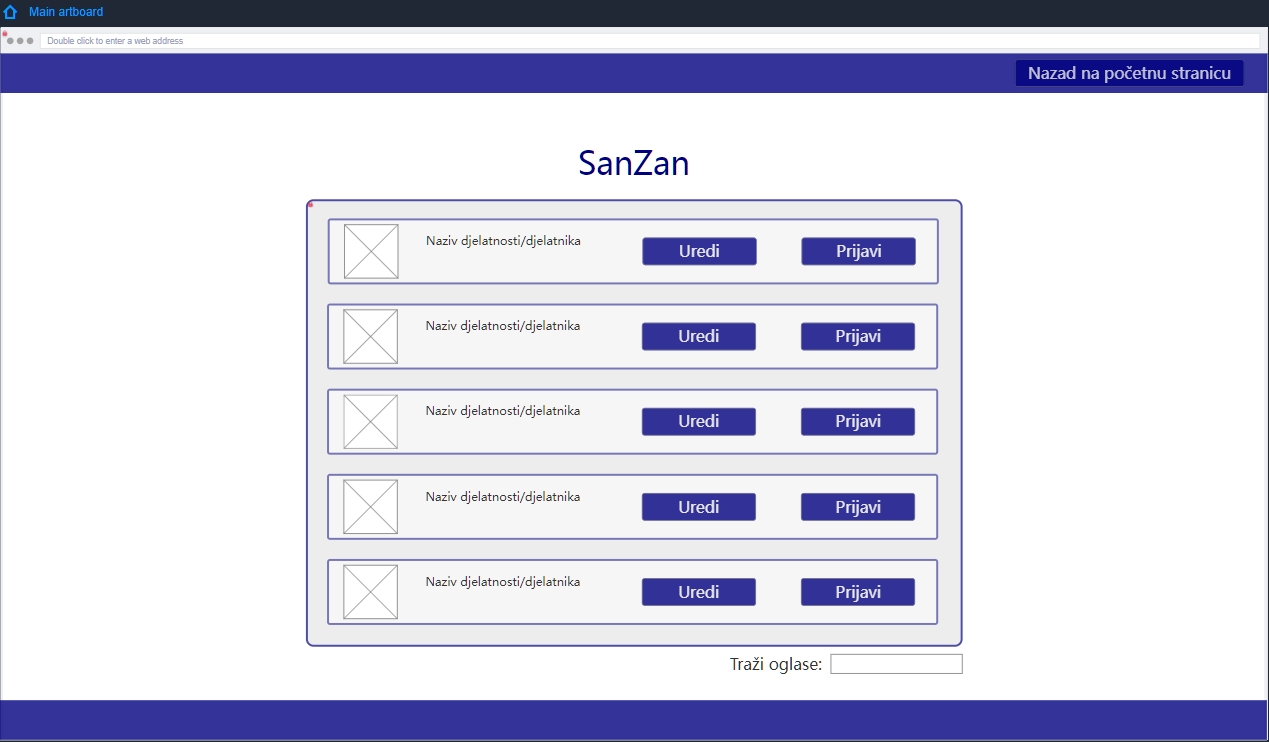 Main artboard
Double click to enter a web address
Nazad na početnu stranicu
SanZan
Naziv djelatnosti/djelatnika Uredi Prijavi
Naziv djelatnosti/djelatnika Uredi Prijavi
Naziv djelatnosti/djelatnika Uredi Prijavi
Naziv djelatnosti/djelatnika Uredi Prijavi
Naziv djelatnosti/djelatnika Uredi Prijavi
Traži oglase: